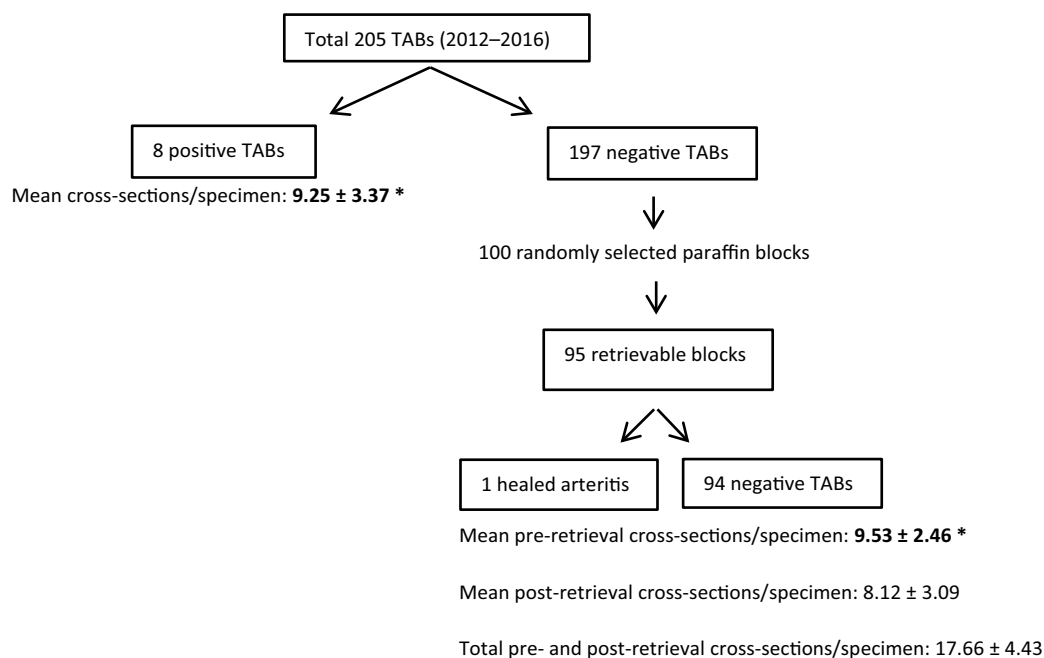 Total 205 TABs (2012–2016)
8 positive TABs
197 negative TABs
Mean cross-sections/specimen: 9.25 ± 3.37 *
100 randomly selected paraffin blocks
95 retrievable blocks
1 healed arteritis
94 negative TABs
Mean pre-retrieval cross-sections/specimen: 9.53 ± 2.46 *
Mean post-retrieval cross-sections/specimen: 8.12 ± 3.09
Total pre- and post-retrieval cross-sections/specimen: 17.66 ± 4.43